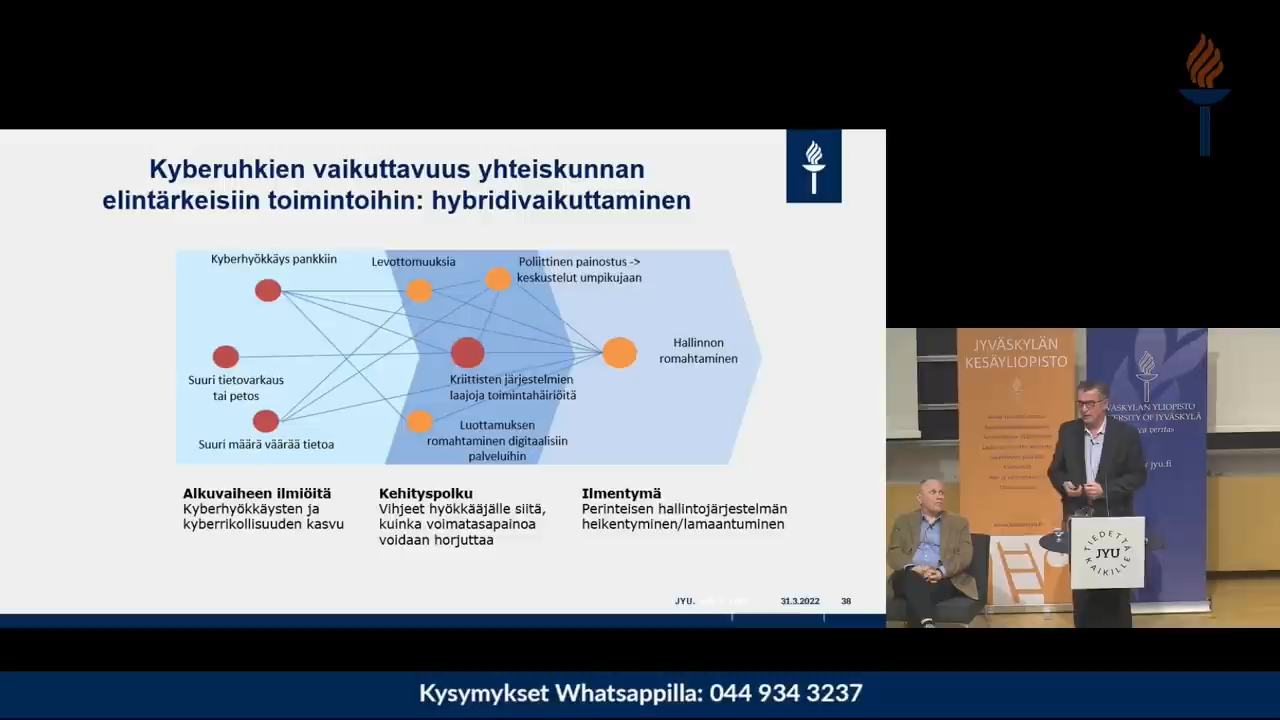 Kyberuhkien vaikuttavuus yhteiskunnan
elintärkeisiin toimintoihin: hybridivaikuttaminen
Kyberhyökkäys pankkiin
Levottomuuksia
Poliittinen painostus ->
keskustelut umpikujaan
Hallinnon
romahtaminen
Suuri tietovarkaus
tai petos
Kriittisten järjestelmien
laajoja toimintahäiriöitä
Suuri määrä väärää tietoa
Luottamuksen
romahtaminen digitaalisiin
palveluihin
Alkuvaiheen ilmiöitä
Kyberhyökkäysten ja
kyberrikollisuuden kasvu
Kehityspolku
Vihjeet hyökkääjälle siitä,
kuinka voimatasapainoa
voidaan horjuttaa
Ilmentymä
Perinteisen hallintojärjestelmän
heikentyminen/lamaantuminen
JYU.
31.3.2022
38
JYVÄSKYLÄN
KESÄYLIOPISTO
VÄSKYLÄN YLIOPISTO
UNIVERSITY OF JYVÄSKYLÄ
jyu.fi
TIEDETTÄ
JYU
KAIKILLE
Kysymykset Whatsappilla: 044 934 3237